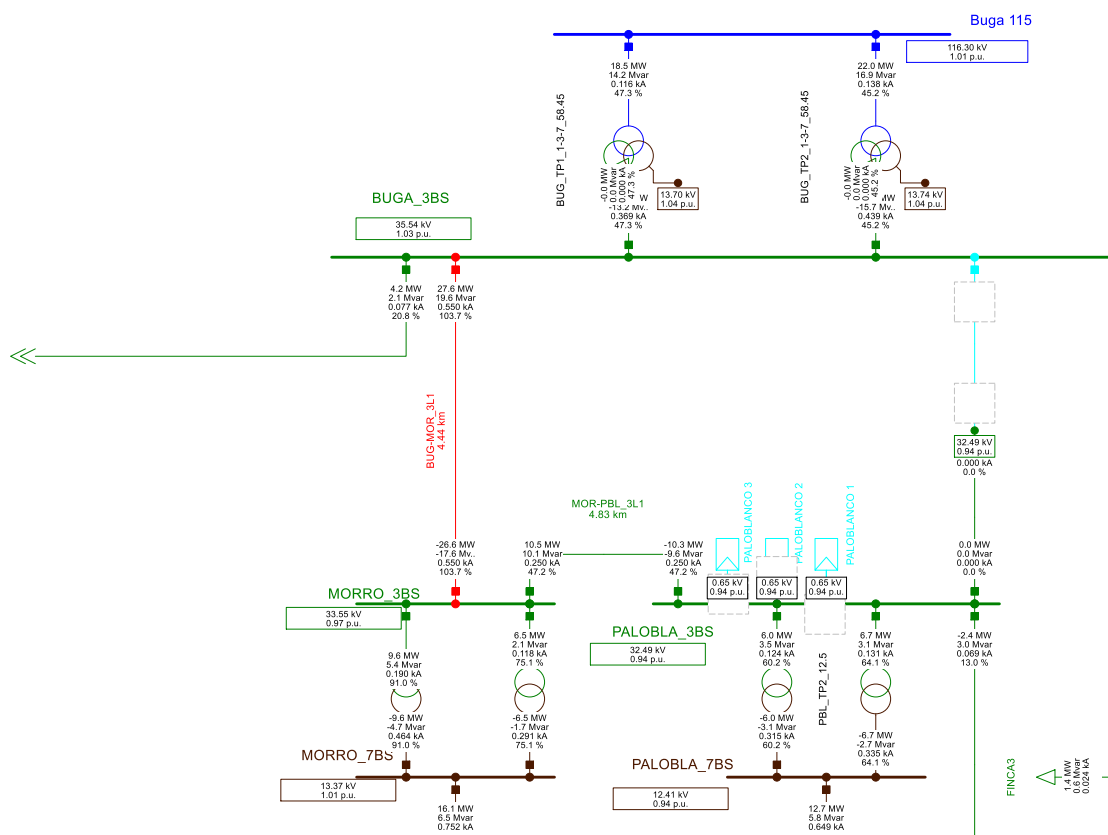 Buga 115
116.30 kV
1.01 p.u.
18.5 MW
14.2 Mvar
0.116 kA
47.3 %
22.0 MW
16.9 Mvar
0.138 kA
45.2 %
BUG_TP1_1-3-7_58.45
BUG_TP2_1-3-7_58.45
-0.0 MW
0.0 Mvar
0.000 kA
47.3 %
-0.0 MW
0.0 Mvar
0.000 kA
45.2 %
13.70 kV
1.04 p.u.
13.74 kV
1.04 p.u.
-13.2 Mv..
0.369 kA
47.3 %
-15.7 Mv..
0.439 kA
45.2 %
BUGA_3BS
35.54 kV
1.03 p.u.
4.2 MW
2.1 Mvar
0.077 kA
20.8 %
27.6 MW
19.6 Mvar
0.550 kA
103.7 %
BUG-MOR_3L1
4.44 km
32.49 kV
0.94 p.u.
0.000 kA
0.0 %
MOR-PBL_3L1
4.83 km
PALOBLANCO 3
PALOBLANCO 2
PALOBLANCO 1
-26.6 MW
-17.6 Mv..
0.550 kA
103.7 %
10.5 MW
10.1 Mvar
0.250 kA
47.2 %
-10.3 MW
-9.6 Mvar
0.250 kA
47.2 %
0.65 kV
0.94 p.u.
0.65 kV
0.94 p.u.
0.65 kV
0.94 p.u.
0.0 MW
0.0 Mvar
0.000 kA
0.0 %
MORRO_3BS
33.55 kV
0.97 p.u.
PALOBLA_3BS
32.49 kV
0.94 p.u.
9.6 MW
5.4 Mvar
0.190 kA
91.0 %
6.5 MW
2.1 Mvar
0.118 kA
75.1 %
6.0 MW
3.5 Mvar
0.124 kA
60.2 %
6.7 MW
3.1 Mvar
0.131 kA
64.1 %
-2.4 MW
3.0 Mvar
0.069 kA
13.0 %
PBL_TP2_12.5
-9.6 MW
-4.7 Mvar
0.464 kA
91.0 %
-6.5 MW
-1.7 Mvar
0.291 kA
75.1 %
-6.0 MW
-3.1 Mvar
0.315 kA
60.2 %
-6.7 MW
-2.7 Mvar
0.335 kA
64.1 %
MORRO_7BS
13.37 kV
1.01 p.u.
PALOBLA_7BS
12.41 kV
0.94 p.u.
16.1 MW
6.5 Mvar
0.752 kA
12.7 MW
5.8 Mvar
0.649 kA
FINCA3
1.4 MW
0.6 Mvar
0.024 kA